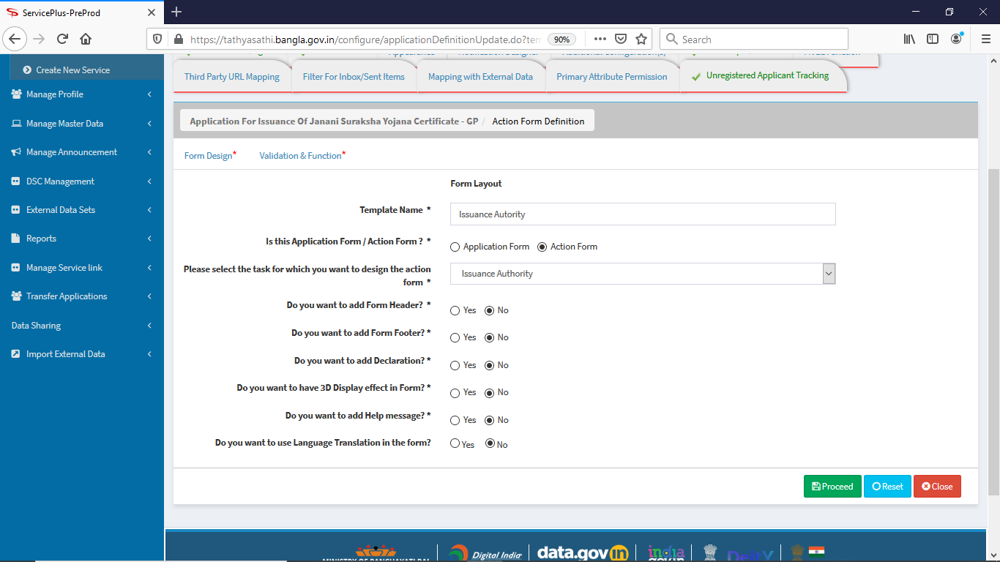 ServicePlus-PreProd
https://tathyasathi.bangla.gov.in/configure/applicationDefinitionUpdate.do?tem
90%
Search
Create New Service
Manage Profile
Manage Master Data
Manage Announcement
DSC Management
External Data Sets
Reports
Manage Service link
Transfer Applications
Data Sharing
Import External Data
Third Party URL Mapping
Filter For Inbox/Sent Items
Mapping with External Data
Primary Attribute Permission
Unregistered Applicant Tracking
Application For Issuance Of Janani Suraksha Yojana Certificate - GP / Action Form Definition
Form Design*
Validation & Function*
Form Layout
Template Name *
Issuance Autority
Is this Application Form / Action Form ? *
Application Form
Action Form
Please select the task for which you want to design the action
form *
Issuance Authority
Do you want to add Form Header? *
Yes No
Do you want to add Form Footer? *
Yes No
Do you want to add Declaration? *
Yes No
Do you want to have 3D Display effect in Form? *
Yes No
Do you want to add Help message? *
Yes No
Do you want to use Language Translation in the form?
Yes No
Proceed
Reset
Close
Digital India
data.gov in
india